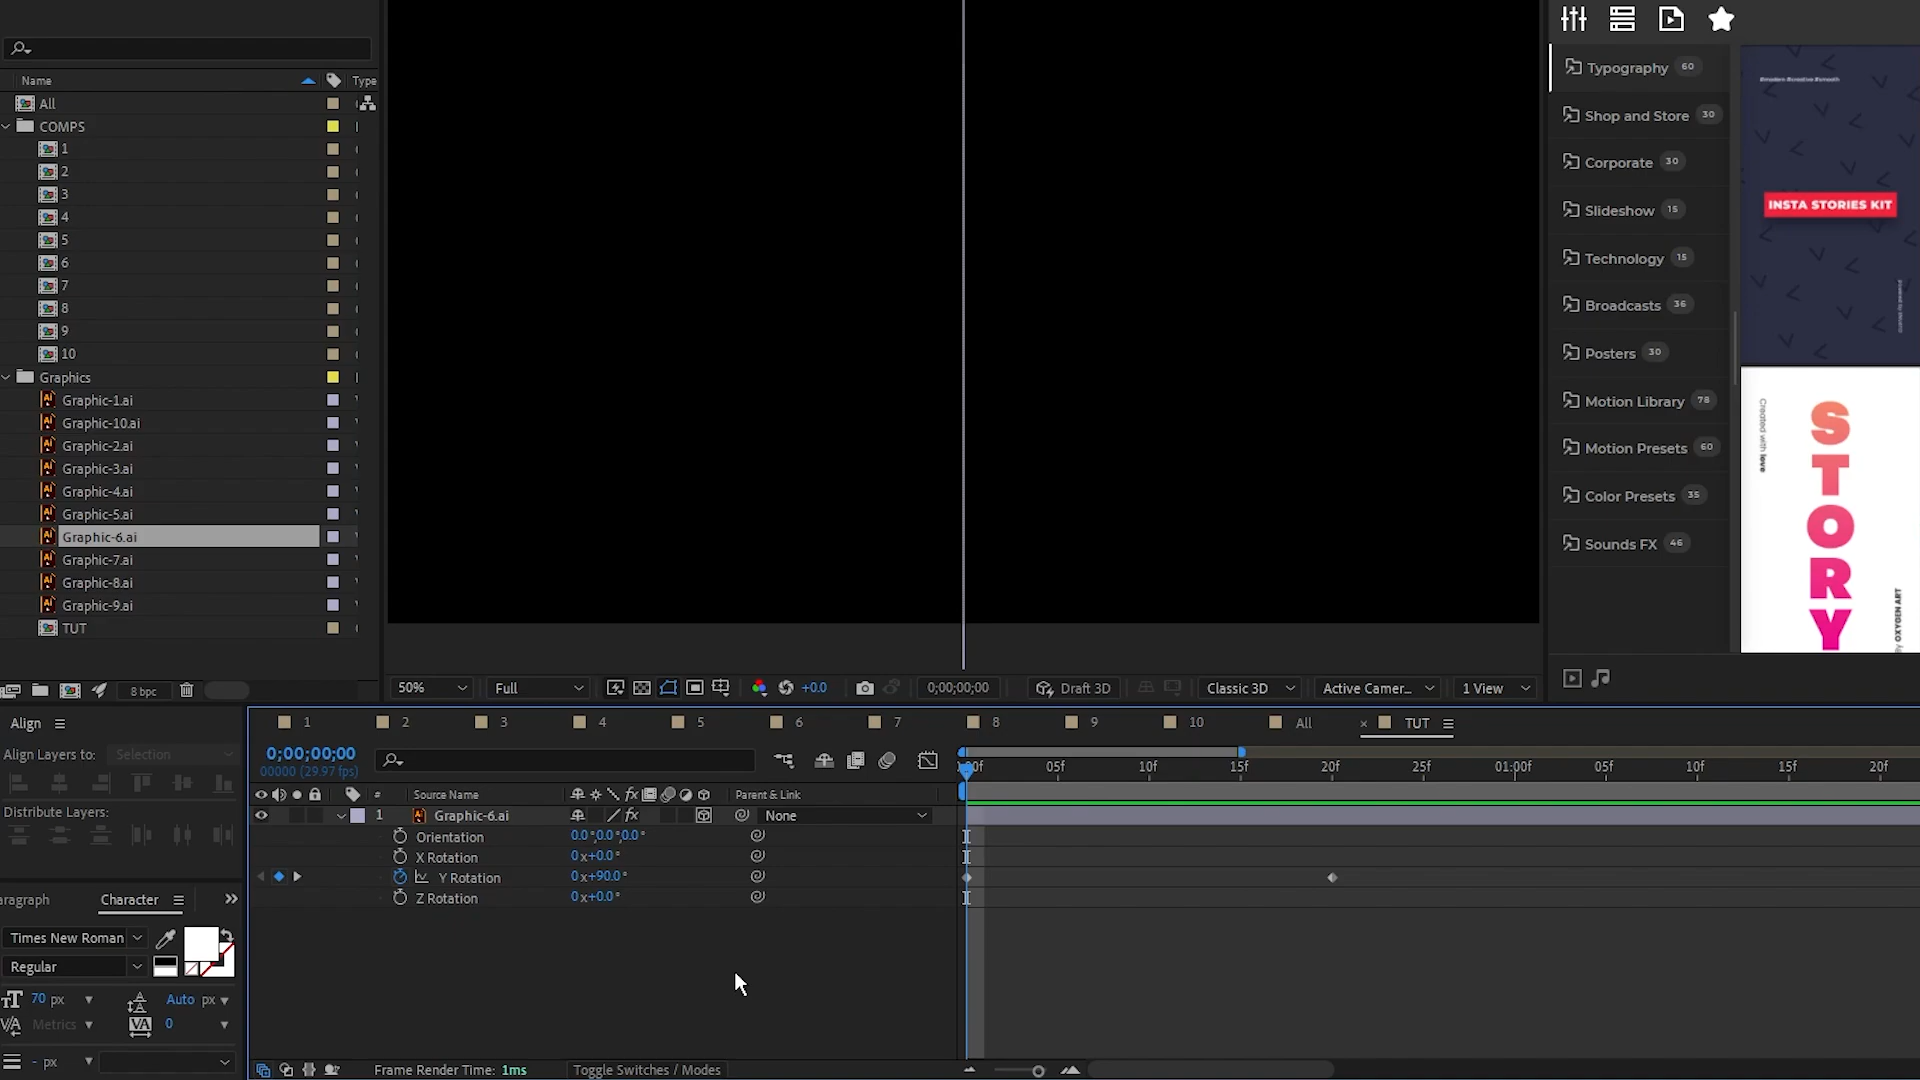 Name
Type
All
COMPS
1
2
3
4
5
6
7
8
9
10
Graphics
Graphic-1.ai
Graphic-10.ai
Graphic-2.ai
Graphic-3.ai
Graphic-4.ai
Graphic-5.ai
Graphic-6.ai
Graphic-7.ai
Graphic-8.ai
Graphic-9.ai
TUT
8 bpc
50%
Full
+0.0
0;00;00;00
Draft 3D
Classic 3D
Active Camer...
1 View
Typography 60
Shop and Store 30
Corporate 30
Slideshow 15
Technology 15
Broadcasts 36
Posters 30
Motion Library 78
Motion Presets 60
Color Presets 35
Sounds FX 46
INSTA STORIES KIT
Created with love
STORY
By OXYGEN ART
Align
Align Layers to: Selection
Distribute Layers:
aragraph
Character
Times New Roman
Regular
70 px
Auto px
Metrics
0
- px
1
2
3
4
5
6
7
8
9
10
All
TUT
0;00;00;00
00000 (29.97 fps)
:00f 05f 10f 15f 20f 25f 01:00f 05f 10f 15f 20f
# Source Name
Parent & Link
1 Graphic-6.ai
None
Orientation 0.0°,0.0°,0.0°
X Rotation 0x+0.0°
Y Rotation 0x+90.0°
Z Rotation 0x+0.0°
Frame Render Time: 1ms
Toggle Switches / Modes